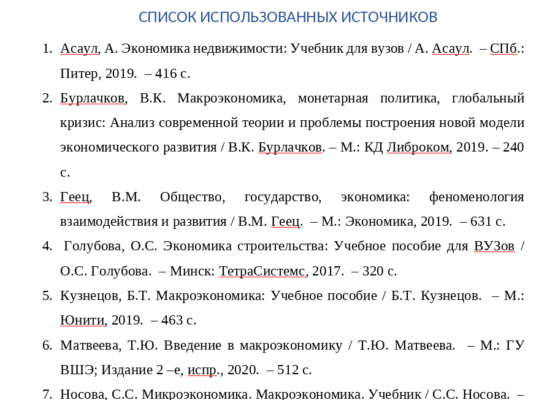 СПИСОК ИСПОЛЬЗОВАННЫХ ИСТОЧНИКОВ
1. Асаул, А. Экономика недвижимости: Учебник для вузов / А. Асаул. – СПб.:
Питер, 2019. – 416 с.
2. Бурлачков, В.К. Макроэкономика, монетарная политика, глобальный
кризис: Анализ современной теории и проблемы построения новой модели
экономического развития / В.К. Бурлачков. – М.: КД Либроком, 2019. – 240
с.
3. Геец, В.М. Общество, государство, экономика: феноменология
взаимодействия и развития / В.М. Геец. – М.: Экономика, 2019. – 631 с.
4. Голубова, О.С. Экономика строительства: Учебное пособие для ВУЗов /
О.С. Голубова. – Минск: ТетраСистемс, 2017. – 320 с.
5. Кузнецов, Б.Т. Макроэкономика: Учебное пособие / Б.Т. Кузнецов. – М.:
Юнити, 2019. – 463 с.
6. Матвеева, Т.Ю. Введение в макроэкономику / Т.Ю. Матвеева. – М.: ГУ
ВШЭ; Издание 2 –е, испр., 2020. – 512 с.
7. Носова, С.С. Микроэкономика. Макроэкономика. Учебник / С.С. Носова. –